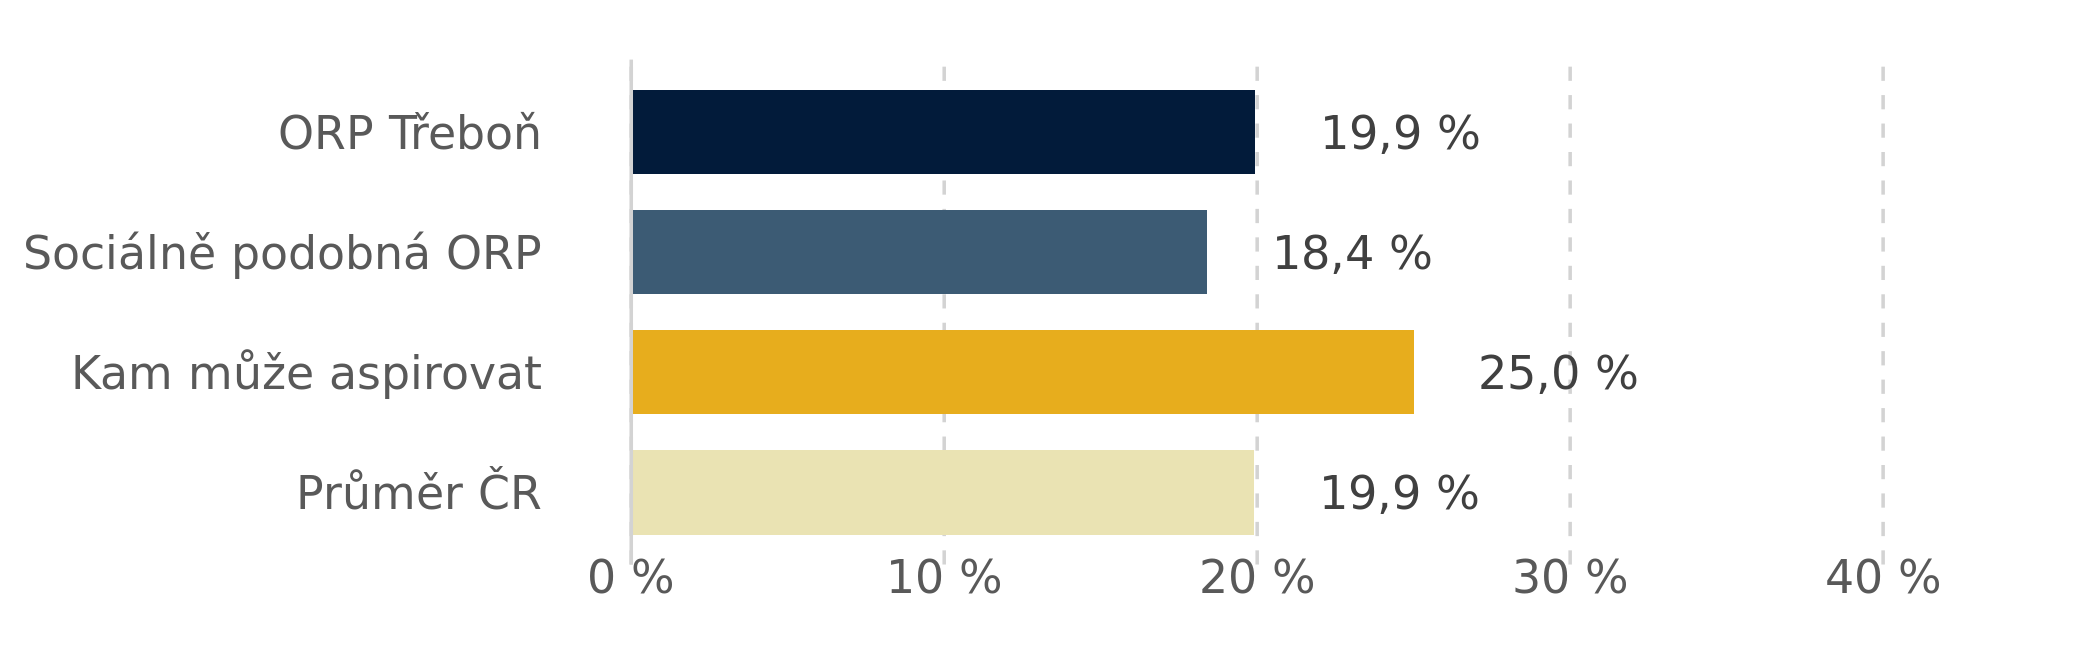 ORP Třeboň
19,9 %
Sociálně podobná ORP
18,4 %
Kam může aspirovat
25,0 %
Průměr ČR
19,9 %
0 % 10 % 20 % 30 % 40 %